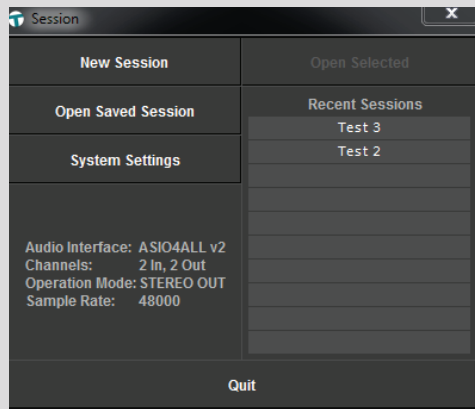 Session
New Session
Open Selected
Open Saved Session
Recent Sessions
Test 3
Test 2
System Settings
Audio Interface: ASIO4ALL v2
Channels: 2 In, 2 Out
Operation Mode: STEREO OUT
Sample Rate: 48000
Quit